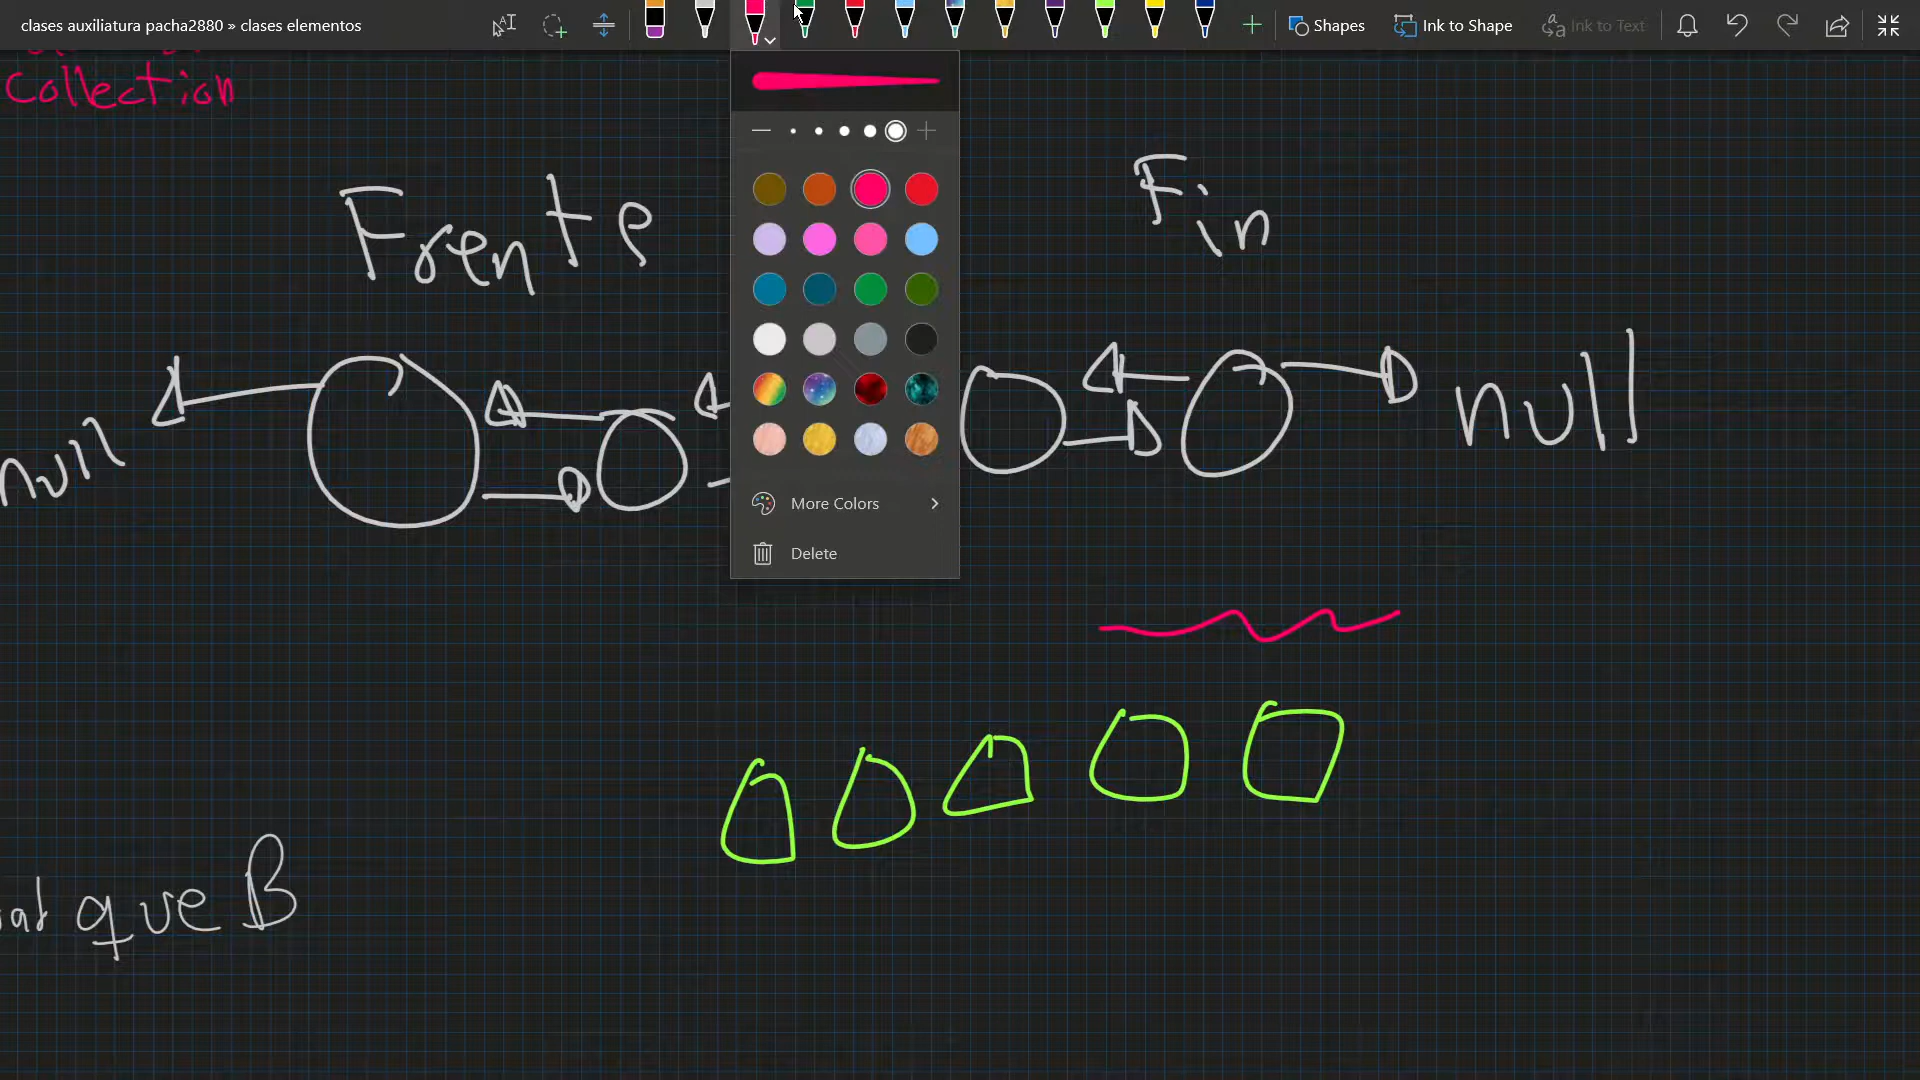 clases auxiliatura pacha2880 » clases elementos
Shapes
Ink to Shape
Ink to Text
Collection
Frente
Fin
null
null
More Colors
Delete
que B